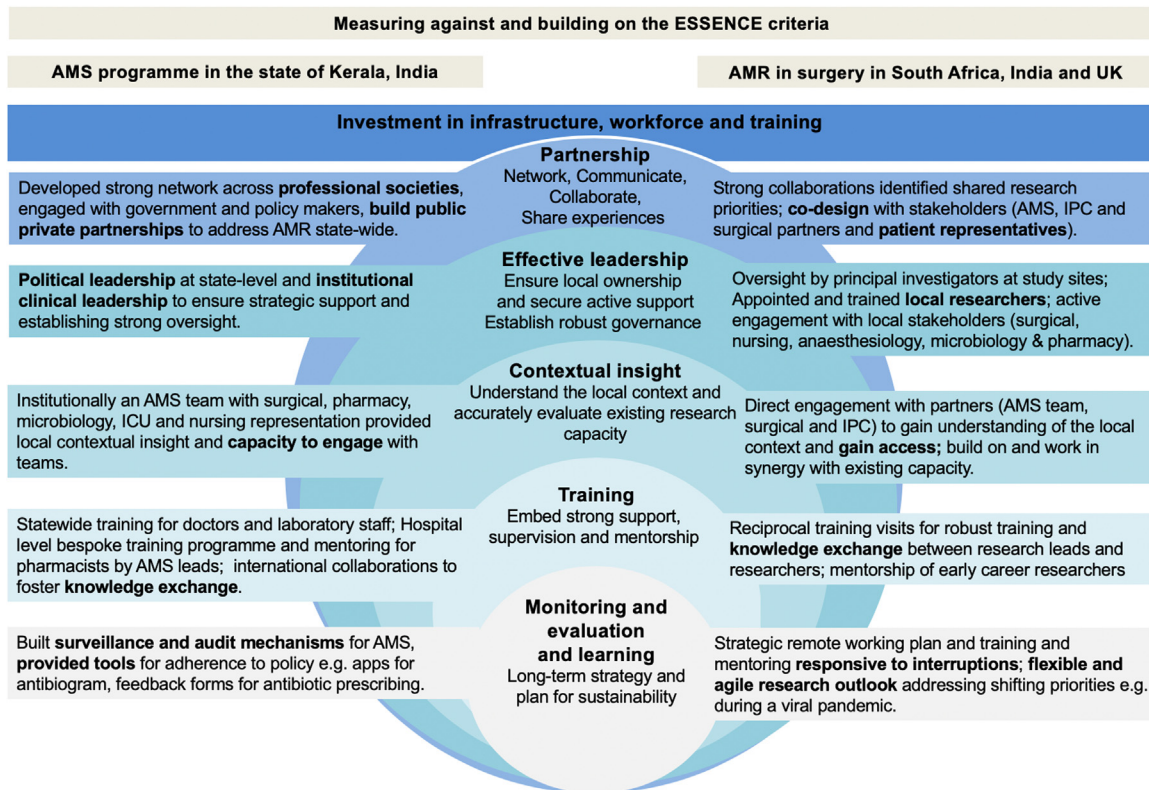 Measuring against and building on the ESSENCE criteria
AMS programme in the state of Kerala, India
AMR in surgery in South Africa, India and UK
Investment in infrastructure, workforce and training
Partnership
Network, Communicate,
Collaborate,
Share experiences
Developed strong network across professional societies,
engaged with government and policy makers, build public
private partnerships to address AMR state-wide.
Strong collaborations identified shared research
priorities; co-design with stakeholders (AMS, IPC and
surgical partners and patient representatives).
Effective leadership
Ensure local ownership
and secure active support
Establish robust governance
Political leadership at state-level and institutional
clinical leadership to ensure strategic support and
establishing strong oversight.
Oversight by principal investigators at study sites;
Appointed and trained local researchers; active
engagement with local stakeholders (surgical,
nursing, anaesthesiology, microbiology & pharmacy).
Contextual insight
Understand the local context and
accurately evaluate existing research
capacity
Institutionally an AMS team with surgical, pharmacy,
microbiology, ICU and nursing representation provided
local contextual insight and capacity to engage with
teams.
Direct engagement with partners (AMS team,
surgical and IPC) to gain understanding of the local
context and gain access; build on and work in
synergy with existing capacity.
Training
Embed strong support,
supervision and mentorship
Statewide training for doctors and laboratory staff; Hospital
level bespoke training programme and mentoring for
pharmacists by AMS leads; international collaborations to
foster knowledge exchange.
Reciprocal training visits for robust training and
knowledge exchange between research leads and
researchers; mentorship of early career researchers
Monitoring and
evaluation
and learning
Long-term strategy and
plan for sustainability
Built surveillance and audit mechanisms for AMS,
provided tools for adherence to policy e.g. apps for
antibiogram, feedback forms for antibiotic prescribing.
Strategic remote working plan and training and
mentoring responsive to interruptions; flexible and
agile research outlook addressing shifting priorities e.g.
during a viral pandemic.